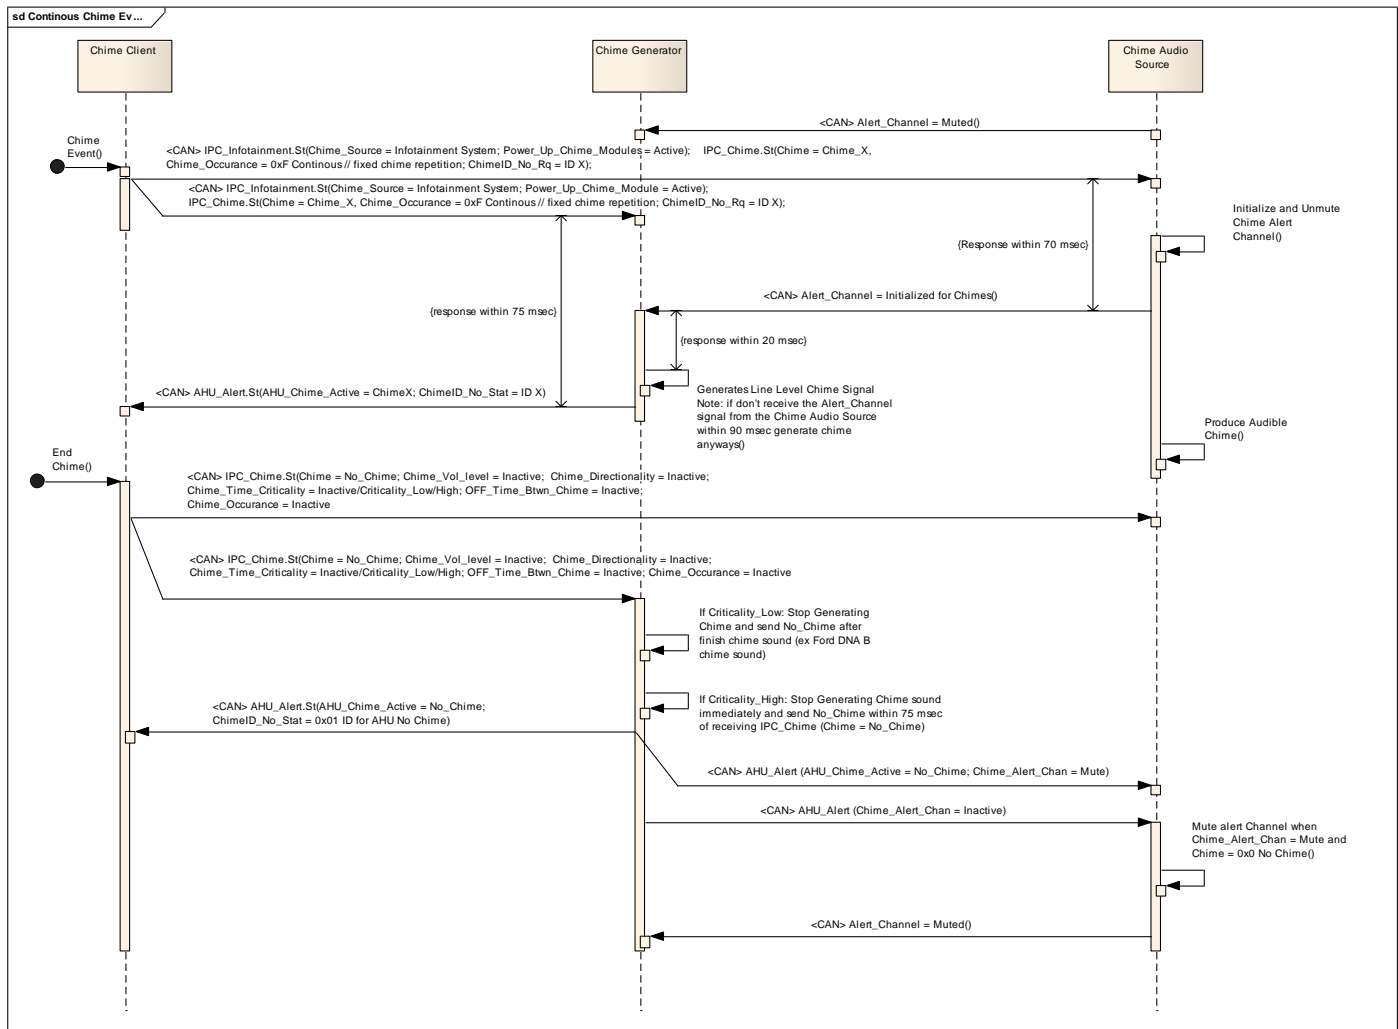 sd Continous Chime Ev...
Chime Client
Chime Generator
Chime Audio
Source
<CAN> Alert_Channel = Muted()
Chime
Event()
<CAN> IPC_Infotainment.St(Chime_Source = Infotainment System; Power_Up_Chime_Modules = Active);    IPC_Chime.St(Chime = Chime_X,
Chime_Occurance = 0xF Continous // fixed chime repetition; ChimeID_No_Rq = ID X);
<CAN> IPC_Infotainment.St(Chime_Source = Infotainment System; Power_Up_Chime_Module = Active);
IPC_Chime.St(Chime = Chime_X, Chime_Occurance = 0xF Continous // fixed chime repetition; ChimeID_No_Rq = ID X);
Initialize and Unmute
Chime Alert
Channel()
{Response within 70 msec}
<CAN> Alert_Channel = Initialized for Chimes()
{response within 75 msec}
{response within 20 msec}
<CAN> AHU_Alert.St(AHU_Chime_Active = ChimeX; ChimeID_No_Stat = ID X)
Generates Line Level Chime Signal
Note: if don't receive the Alert_Channel
signal from the Chime Audio Source
within 90 msec generate chime
anyways()
Produce Audible
Chime()
End
Chime()
<CAN> IPC_Chime.St(Chime = No_Chime; Chime_Vol_level = Inactive;  Chime_Directionality = Inactive;
Chime_Time_Criticality = Inactive/Criticality_Low/High; OFF_Time_Btwn_Chime = Inactive;
Chime_Occurance = Inactive
<CAN> IPC_Chime.St(Chime = No_Chime; Chime_Vol_level = Inactive;  Chime_Directionality = Inactive;
Chime_Time_Criticality = Inactive/Criticality_Low/High; OFF_Time_Btwn_Chime = Inactive; Chime_Occurance = Inactive
If Criticality_Low: Stop Generating
Chime and send No_Chime after
finish chime sound (ex Ford DNA B
chime sound)
If Criticality_High: Stop Generating Chime sound
immediately and send No_Chime within 75 msec
of receiving IPC_Chime (Chime = No_Chime)
<CAN> AHU_Alert.St(AHU_Chime_Active = No_Chime;
ChimeID_No_Stat = 0x01 ID for AHU No Chime)
<CAN> AHU_Alert (AHU_Chime_Active = No_Chime; Chime_Alert_Chan = Mute)
<CAN> AHU_Alert (Chime_Alert_Chan = Inactive)
Mute alert Channel when
Chime_Alert_Chan = Mute and
Chime = 0x0 No Chime()
<CAN> Alert_Channel = Muted()